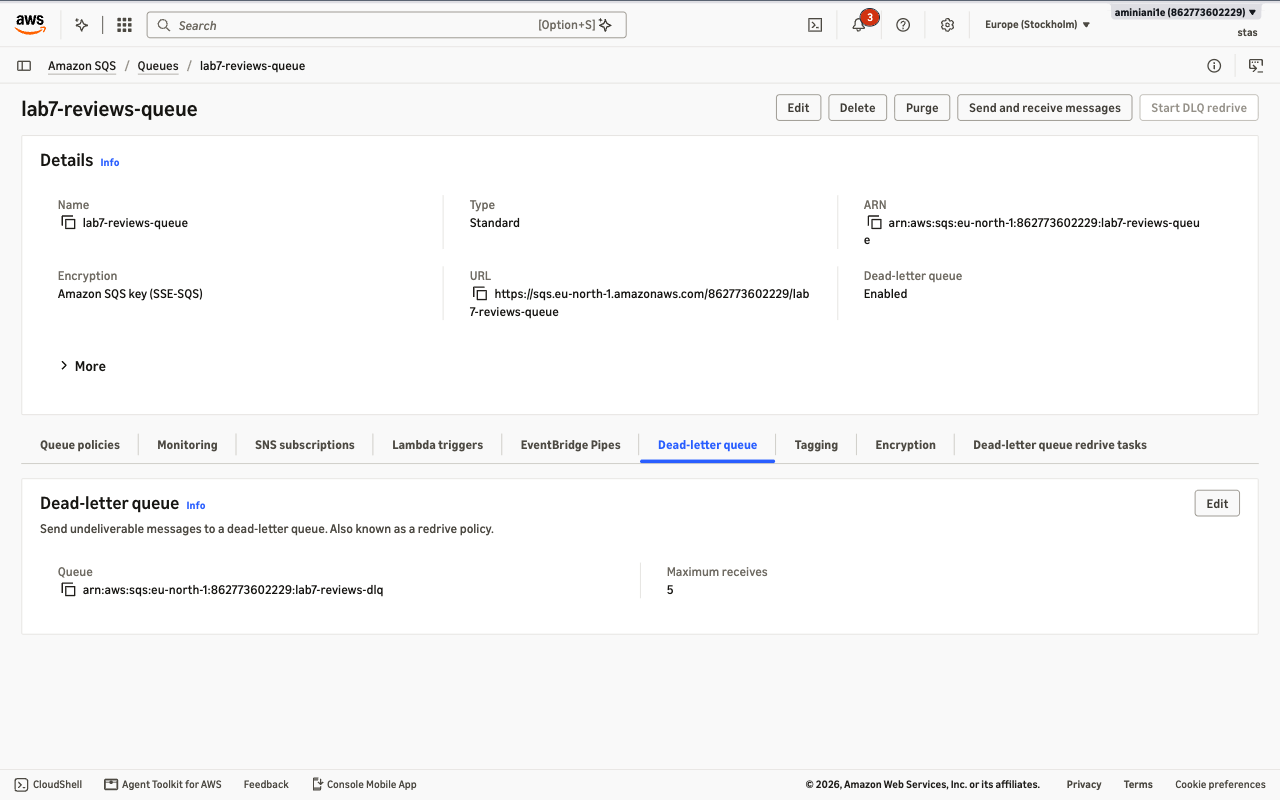 aws
Search
[Option+S]
3
Europe (Stockholm)
aminiani1e (862773602229)
stas
Amazon SQS / Queues / lab7-reviews-queue
lab7-reviews-queue
Edit
Delete
Purge
Send and receive messages
Start DLQ redrive
Details Info
Name
lab7-reviews-queue
Type
Standard
ARN
arn:aws:sqs:eu-north-1:862773602229:lab7-reviews-queu
e
Encryption
Amazon SQS key (SSE-SQS)
URL
https://sqs.eu-north-1.amazonaws.com/862773602229/lab
7-reviews-queue
Dead-letter queue
Enabled
More
Queue policies
Monitoring
SNS subscriptions
Lambda triggers
EventBridge Pipes
Dead-letter queue
Tagging
Encryption
Dead-letter queue redrive tasks
Dead-letter queue Info
Edit
Send undeliverable messages to a dead-letter queue. Also known as a redrive policy.
Queue
arn:aws:sqs:eu-north-1:862773602229:lab7-reviews-dlq
Maximum receives
5
CloudShell
Agent Toolkit for AWS
Feedback
Console Mobile App
© 2026, Amazon Web Services, Inc. or its affiliates.
Privacy
Terms
Cookie preferences